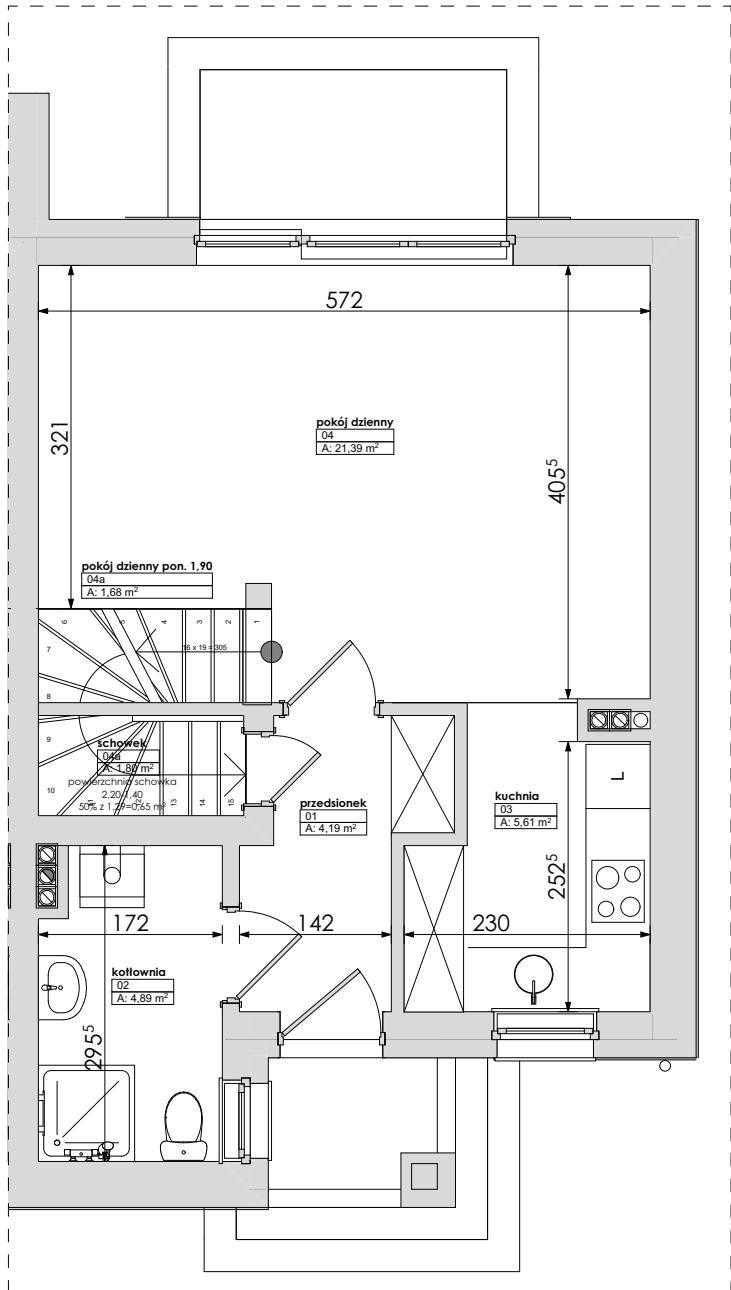 572
321
405⁵
pokój dzienny
04
A: 21,39 m²
pokój dzienny pon. 1,90
04a
A: 1,68 m²
6
5
4
3
2
1
7
16 x 19 = 305
8
9
schowek
04a
A: 1,80 m²
powierzchnia schowka
10
2,20-1,40
11
12
13
14
15
50% z 1,29=0,65 m²
przedsionek
01
A: 4,19 m²
kuchnia
03
A: 5,61 m²
L
252⁵
172
142
230
kotłownia
02
A: 4,89 m²
295⁵